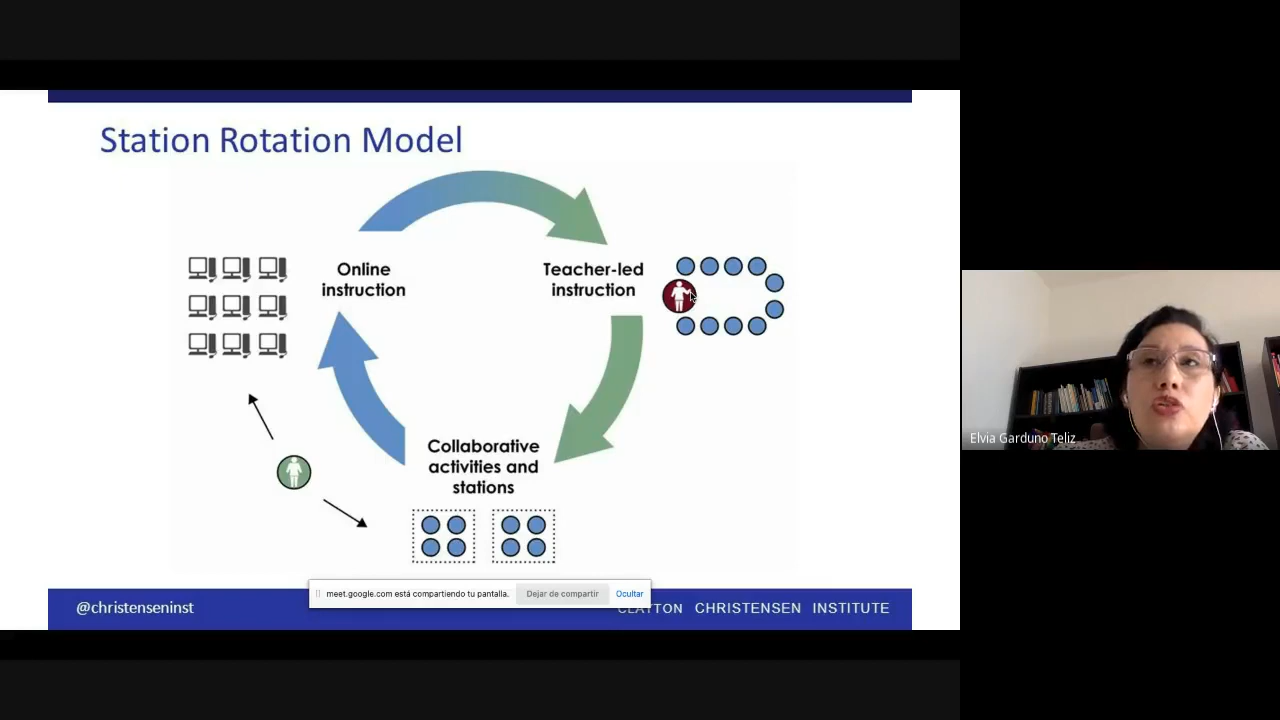 Station Rotation Model
Online
instruction
Teacher-led
instruction
Collaborative
activities and
stations
meet.google.com está compartiendo tu pantalla.
Dejar de compartir
Ocultar
@christenseninst
CLAYTON CHRISTENSEN INSTITUTE
Elvia Garduno Teliz